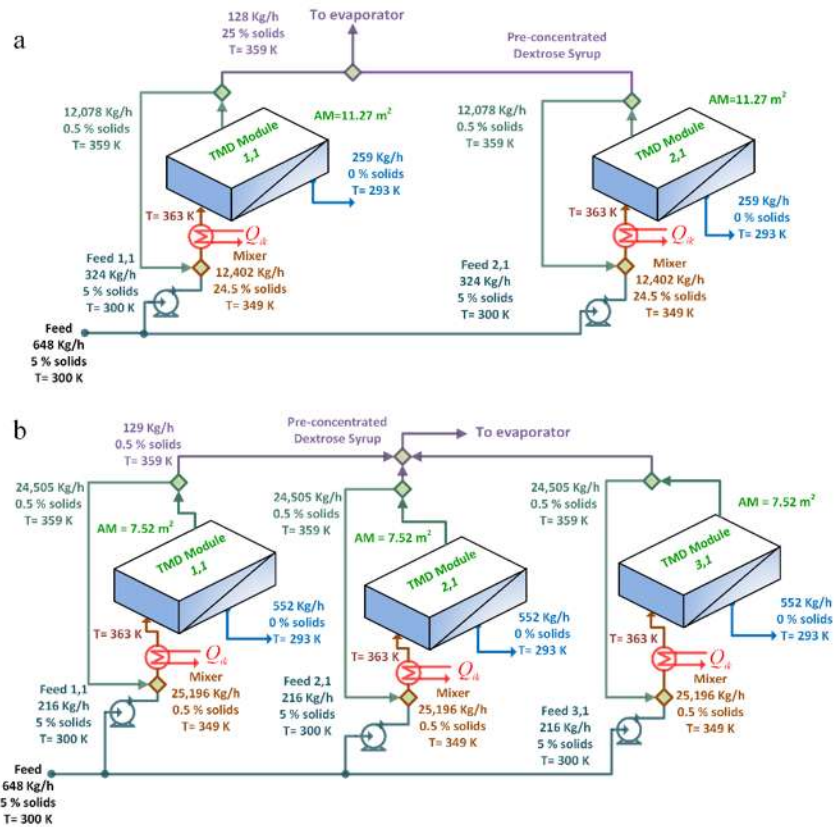 a
128 Kg/h
25 % solids
T= 359 K
To evaporator
Pre-concentrated
Dextrose Syrup
12,078 Kg/h
0.5 % solids
T= 359 K
AM=11.27 m²
TMD Module
1,1
259 Kg/h
0 % solids
T= 293 K
T= 363 K
Qik
Feed 1,1
324 Kg/h
5 % solids
T= 300 K
Mixer
12,402 Kg/h
24.5 % solids
T= 349 K
12,078 Kg/h
0.5 % solids
T= 359 K
AM=11.27 m²
TMD Module
2,1
259 Kg/h
0 % solids
T= 293 K
T= 363 K
Qik
Feed 2,1
324 Kg/h
5 % solids
T= 300 K
Mixer
12,402 Kg/h
24.5 % solids
T= 349 K
Feed
648 Kg/h
5 % solids
T= 300 K
b
129 Kg/h
0.5 % solids
T= 359 K
Pre-concentrated
Dextrose Syrup
To evaporator
24,505 Kg/h
0.5 % solids
T= 359 K
AM = 7.52 m²
TMD Module
1,1
552 Kg/h
0 % solids
T= 293 K
T= 363 K
Qik
Feed 1,1
216 Kg/h
5 % solids
T= 300 K
Mixer
25,196 Kg/h
0.5 % solids
T= 349 K
24,505 Kg/h
0.5 % solids
T= 359 K
AM = 7.52 m²
TMD Module
2,1
552 Kg/h
0 % solids
T= 293 K
T= 363 K
Qik
Feed 2,1
216 Kg/h
5 % solids
T= 300 K
Mixer
25,196 Kg/h
0.5 % solids
T= 349 K
24,505 Kg/h
0.5 % solids
T= 359 K
AM = 7.52 m²
TMD Module
3,1
552 Kg/h
0 % solids
T= 293 K
T= 363 K
Qik
Feed 3,1
216 Kg/h
5 % solids
T= 300 K
Mixer
25,196 Kg/h
0.5 % solids
T= 349 K
Feed
648 Kg/h
5 % solids
T= 300 K